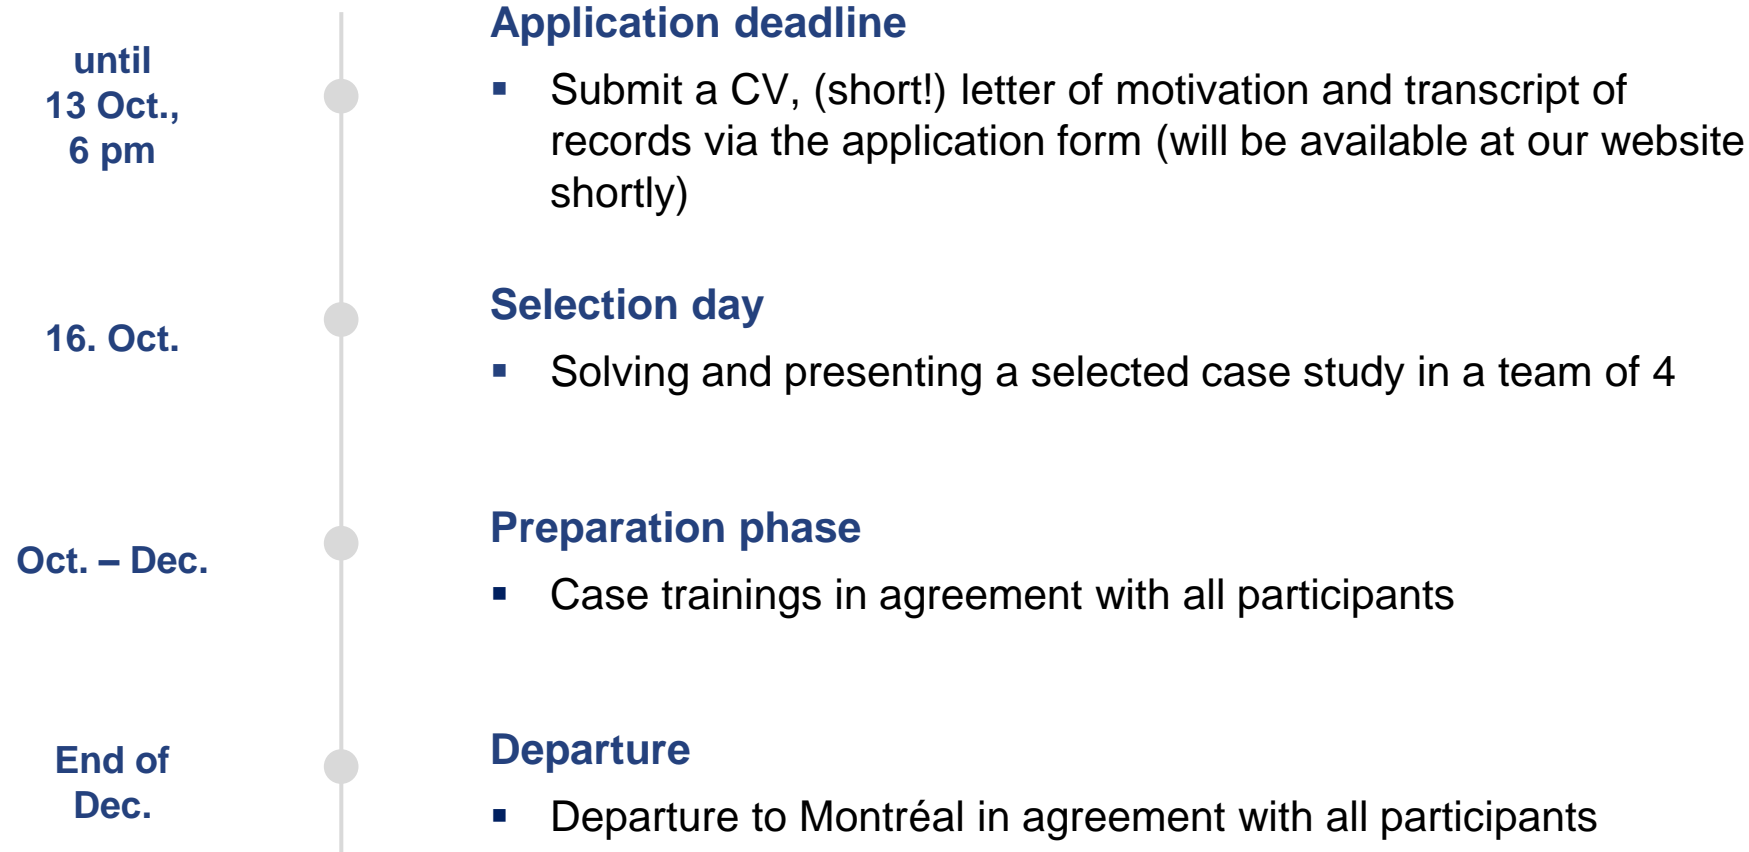 until
13 Oct.,
6 pm
Application deadline
▪ Submit a CV, (short!) letter of motivation and transcript of
records via the application form (will be available at our website
shortly)
16. Oct.
Selection day
▪ Solving and presenting a selected case study in a team of 4
Oct. – Dec.
Preparation phase
▪ Case trainings in agreement with all participants
End of
Dec.
Departure
▪ Departure to Montréal in agreement with all participants